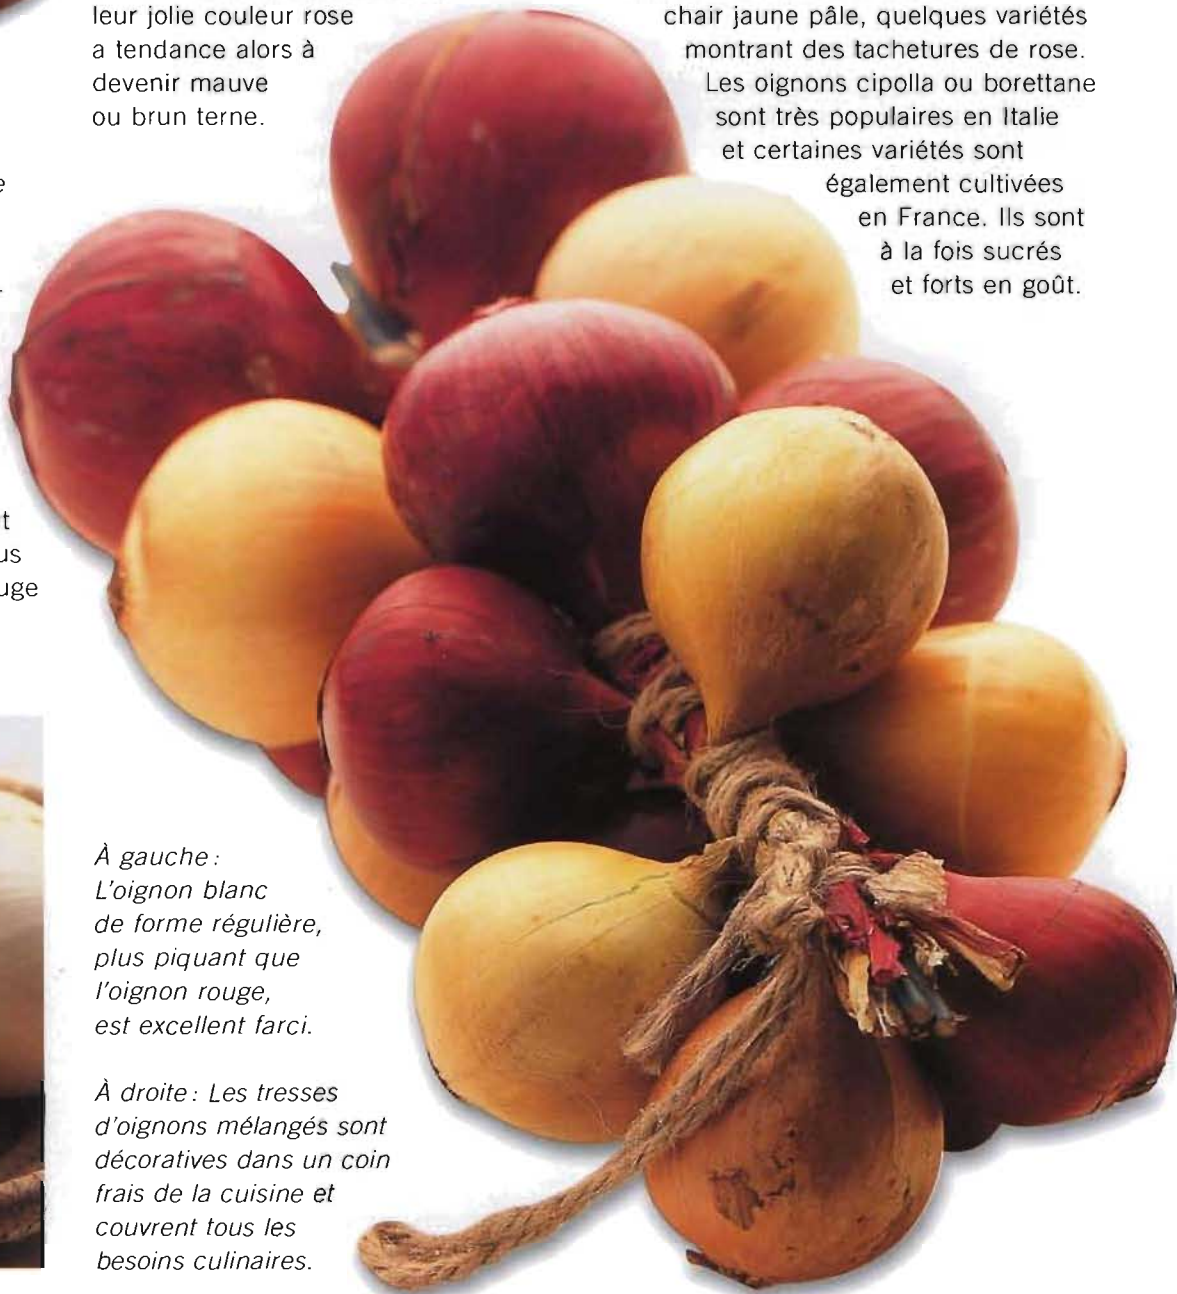 leur jolie couleur rose
a tendance alors à
devenir mauve
ou brun terne.
chair jaune pâle, quelques variétés
montrant des tachetures de rose.
Les oignons cipolla ou borettane
sont très populaires en Italie
et certaines variétés sont
également cultivées
en France. Ils sont
à la fois sucrés
et forts en goût.
À gauche :
L'oignon blanc
de forme régulière,
plus piquant que
l'oignon rouge,
est excellent farci.
À droite : Les tresses
d'oignons mélangés sont
décoratives dans un coin
frais de la cuisine et
couvrent tous les
besoins culinaires.